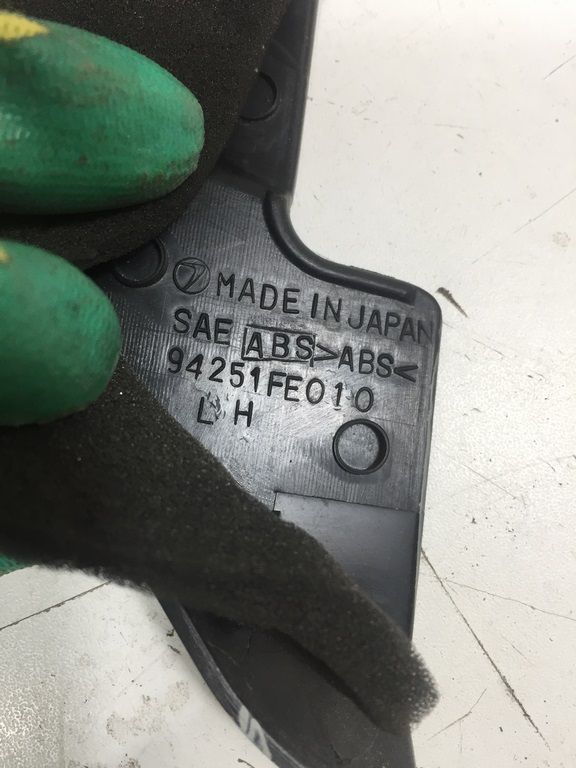 MADE IN JAPAN
SAE ABS >ABS<
94251FE010
LH